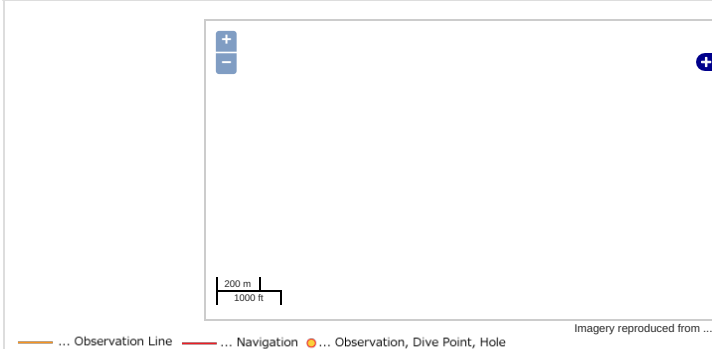 +
−
+
200 m
1000 ft
Imagery reproduced from ...
... Observation Line ... Navigation ... Observation, Dive Point, Hole